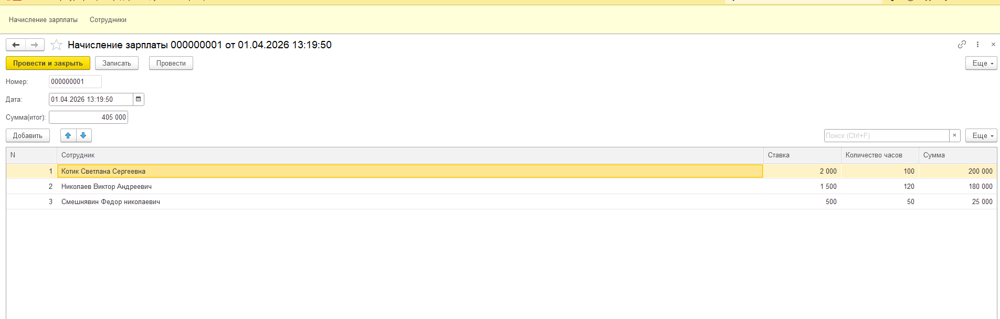 Начисление зарплаты Сотрудники
Начисление зарплаты 000000001 от 01.04.2026 13:19:50
Провести и закрыть Записать Провести Еще
Номер: 000000001
Дата: 01.04.2026 13:19:50
Сумма(итог): 405 000
Добавить Поиск (Ctrl+F) × Еще
N Сотрудник Ставка Количество часов Сумма
1 Котик Светлана Сергеевна 2 000 100 200 000
2 Николаев Виктор Андреевич 1 500 120 180 000
3 Смешнявин Федор николаевич 500 50 25 000